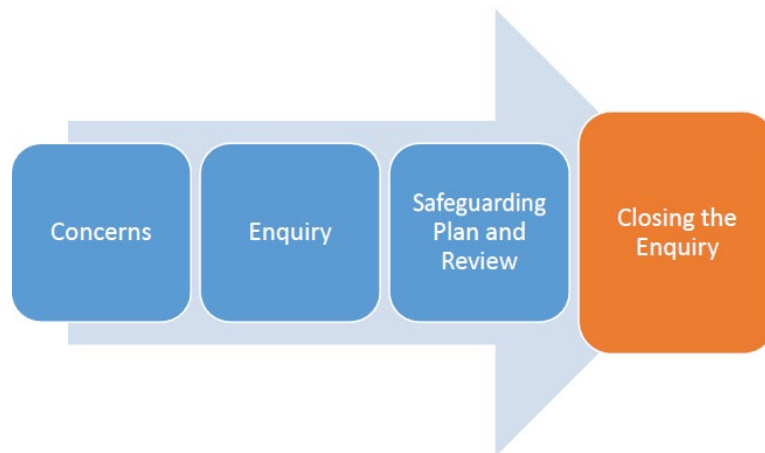 Concerns
Enquiry
Safeguarding
Plan and
Review
Closing the
Enquiry